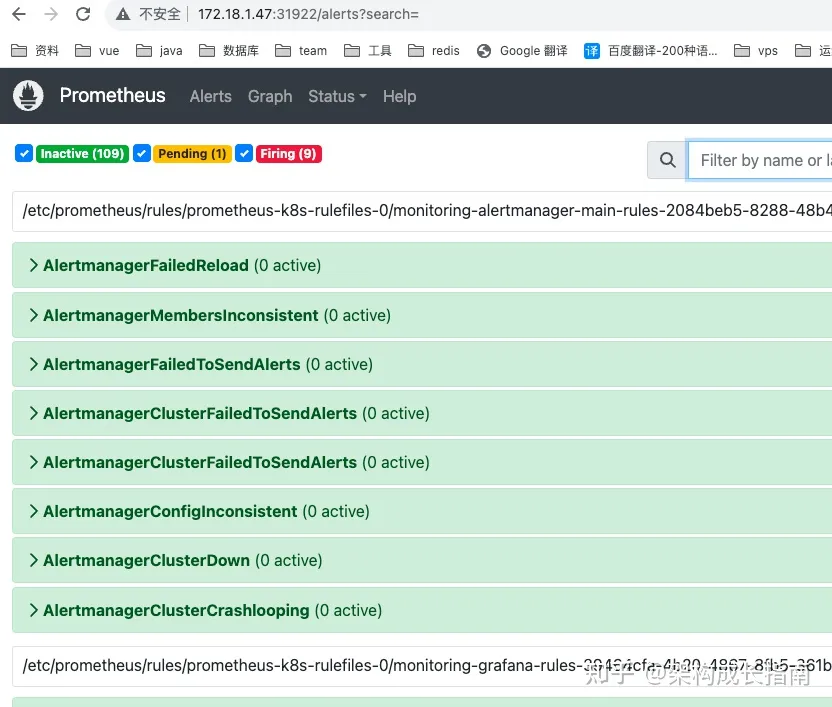 不安全 172.18.1.47:31922/alerts?search=
资料 vue java 数据库 team 工具 redis Google 翻译 译 百度翻译-200种语... vps 运
Prometheus Alerts Graph Status Help
Inactive (109) Pending (1) Firing (9)
Filter by name or la
/etc/prometheus/rules/prometheus-k8s-rulefiles-0/monitoring-alertmanager-main-rules-2084beb5-8288-48b4
AlertmanagerFailedReload (0 active)
AlertmanagerMembersInconsistent (0 active)
AlertmanagerFailedToSendAlerts (0 active)
AlertmanagerClusterFailedToSendAlerts (0 active)
AlertmanagerClusterFailedToSendAlerts (0 active)
AlertmanagerConfigInconsistent (0 active)
AlertmanagerClusterDown (0 active)
AlertmanagerClusterCrashlooping (0 active)
/etc/prometheus/rules/prometheus-k8s-rulefiles-0/monitoring-grafana-rules-
知乎 @架构成长指南